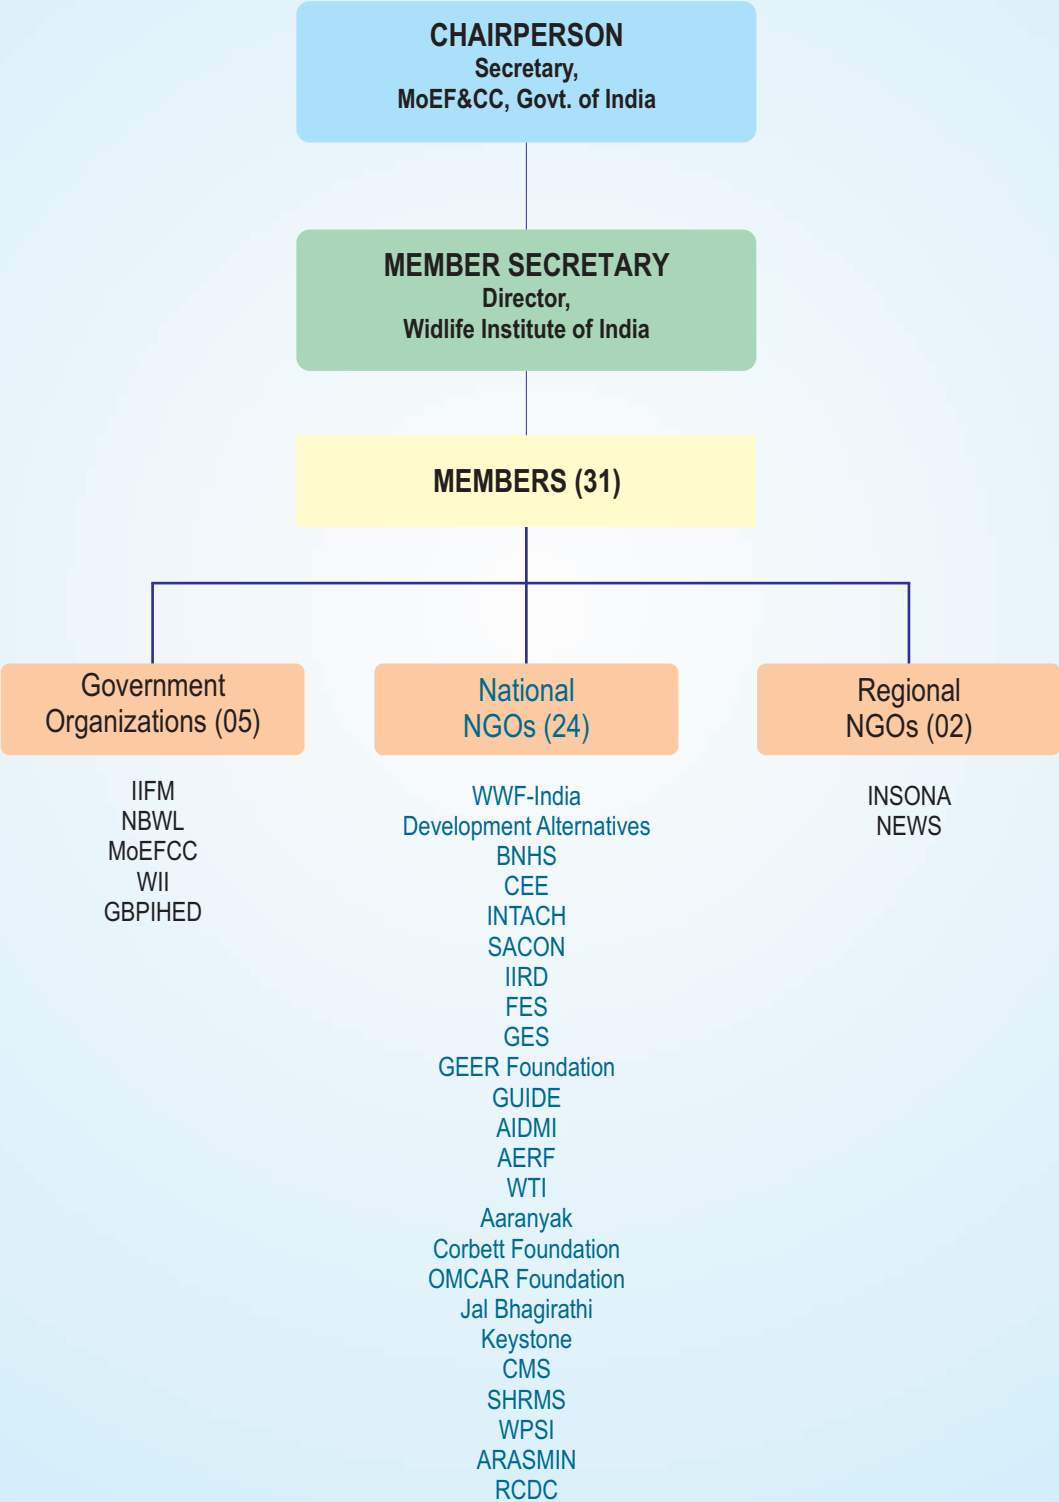 CHAIRPERSON
Secretary,
MoEF&CC, Govt. of India
MEMBER SECRETARY
Director,
Widlife Institute of India
MEMBERS (31)
Government
Organizations (05)
IIFM
NBWL
MoEFCC
WII
GBPIHED
National
NGOs (24)
WWF-India
Development Alternatives
BNHS
CEE
INTACH
SACON
IIRD
FES
GES
GEER Foundation
GUIDE
AIDMI
AERF
WTI
Aaranyak
Corbett Foundation
OMCAR Foundation
Jal Bhagirathi
Keystone
CMS
SHRMS
WPSI
ARASMIN
RCDC
Regional
NGOs (02)
INSONA
NEWS